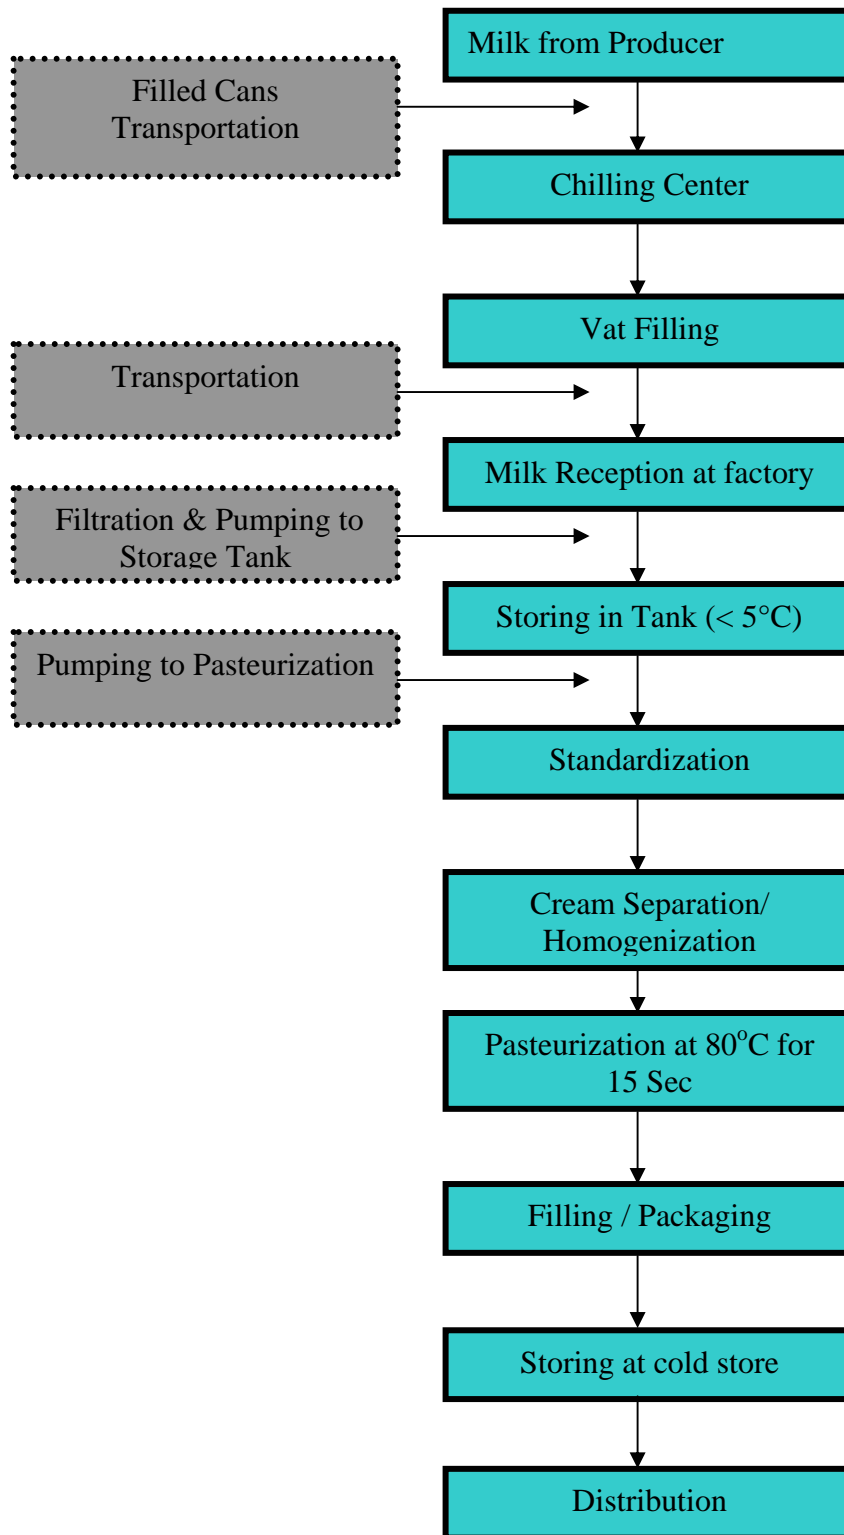 Milk from Producer
Filled Cans
Transportation
Chilling Center
Vat Filling
Transportation
Milk Reception at factory
Filtration & Pumping to
Storage Tank
Storing in Tank (< 5°C)
Pumping to Pasteurization
Standardization
Cream Separation/
Homogenization
Pasteurization at 80°C for
15 Sec
Filling / Packaging
Storing at cold store
Distribution